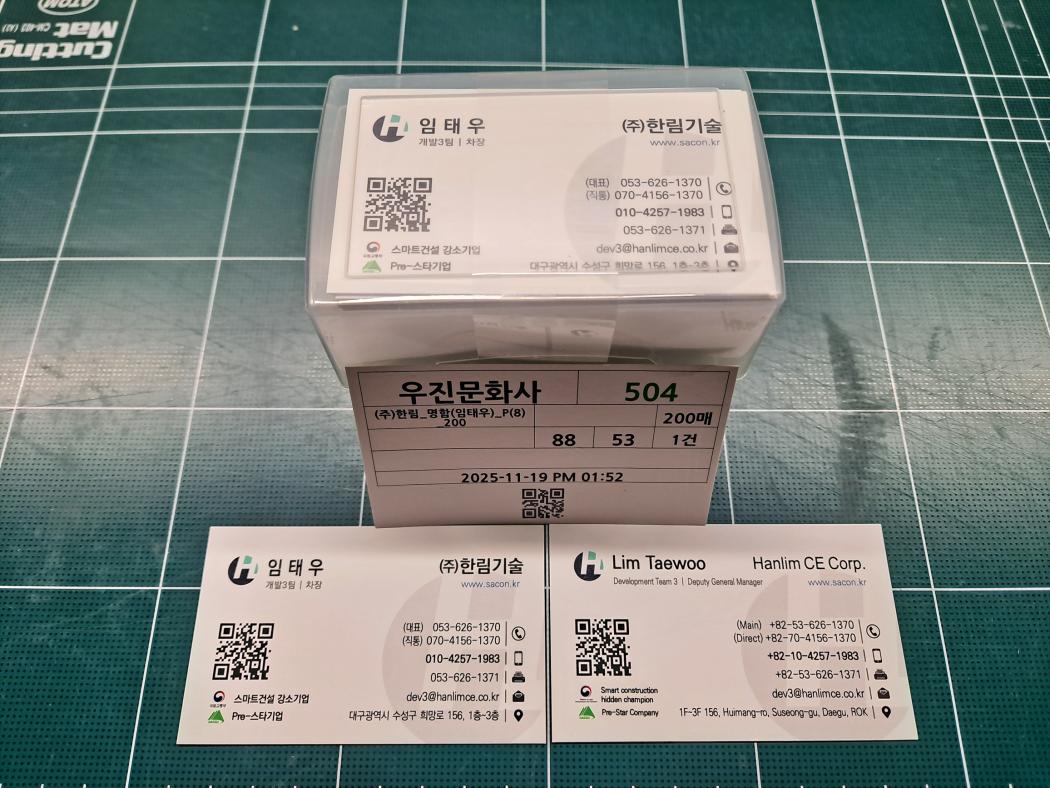 ATOM
Cutting
Mat CM-403 (A1)
임태우
개발3팀 | 차장
(주)한림기술
www.sacon.kr
(대표) 053-626-1370
(직통) 070-4156-1370
010-4257-1983
053-626-1371
dev3@hanlimce.co.kr
대구광역시 수성구 희망로 156, 1층-3층
스마트건설 강소기업
Pre-스타기업
우진문화사 504
(주)한림_명함(임태우)_P(8)
_200
200매
88 53 1건
2025-11-19 PM 01:52
임태우
개발3팀 | 차장
(주)한림기술
www.sacon.kr
(대표) 053-626-1370
(직통) 070-4156-1370
010-4257-1983
053-626-1371
dev3@hanlimce.co.kr
대구광역시 수성구 희망로 156, 1층-3층
국토교통부
스마트건설 강소기업
Pre-스타기업
Lim Taewoo
Development Team 3 | Deputy General Manager
Hanlim CE Corp.
www.sacon.kr
(Main) +82-53-626-1370
(Direct) +82-70-4156-1370
+82-10-4257-1983
+82-53-626-1371
dev3@hanlimce.co.kr
1F-3F 156, Huimang-ro, Suseong-gu, Daegu, ROK
Smart construction
hidden champion
Pre-Star Company